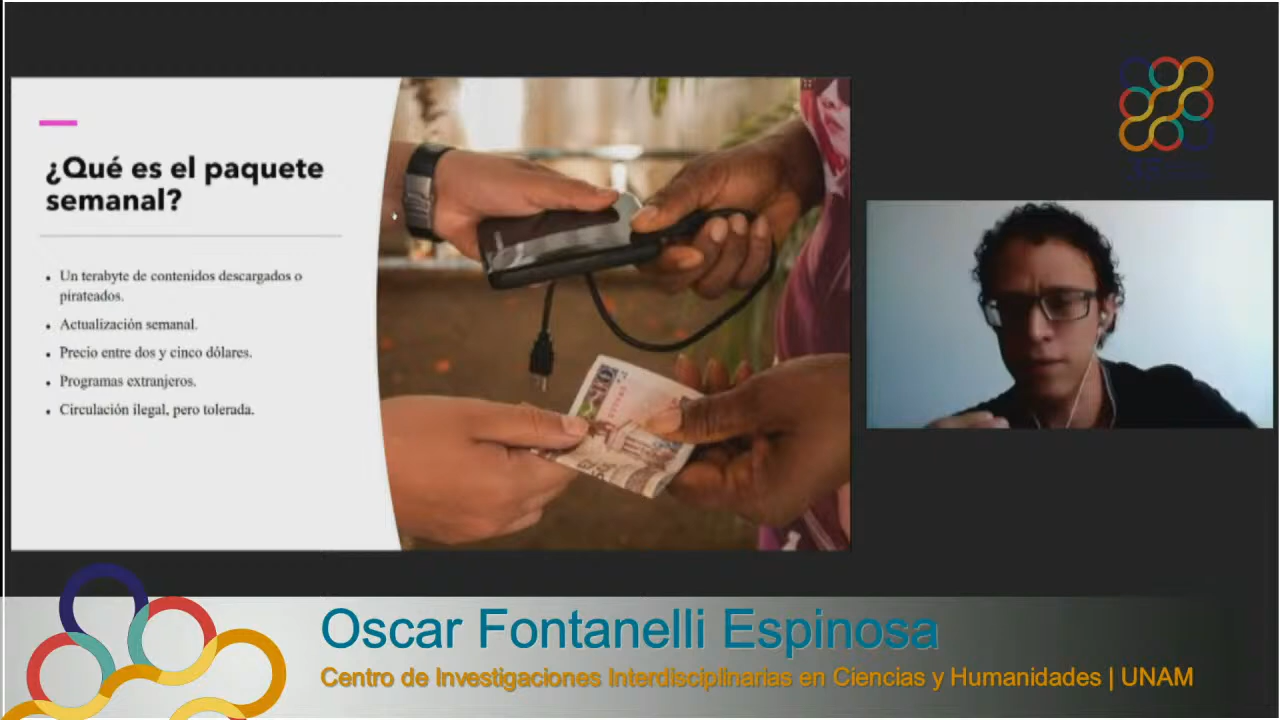 ¿Qué es el paquete
semanal?
• Un terabyte de contenidos descargados o
pirateados.
• Actualización semanal.
• Precio entre dos y cinco dólares.
• Programas extranjeros.
• Circulación ilegal, pero tolerada.
35
Oscar Fontanelli Espinosa
Centro de Investigaciones Interdisciplinarias en Ciencias y Humanidades | UNAM